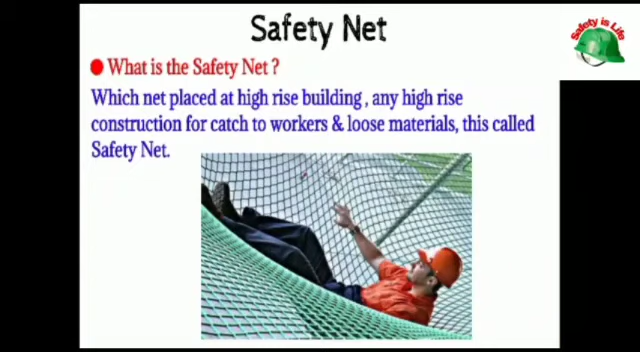 Safety Net
Safety is Life
What is the Safety Net ?
Which net placed at high rise building , any high rise
construction for catch to workers & loose materials, this called
Safety Net.